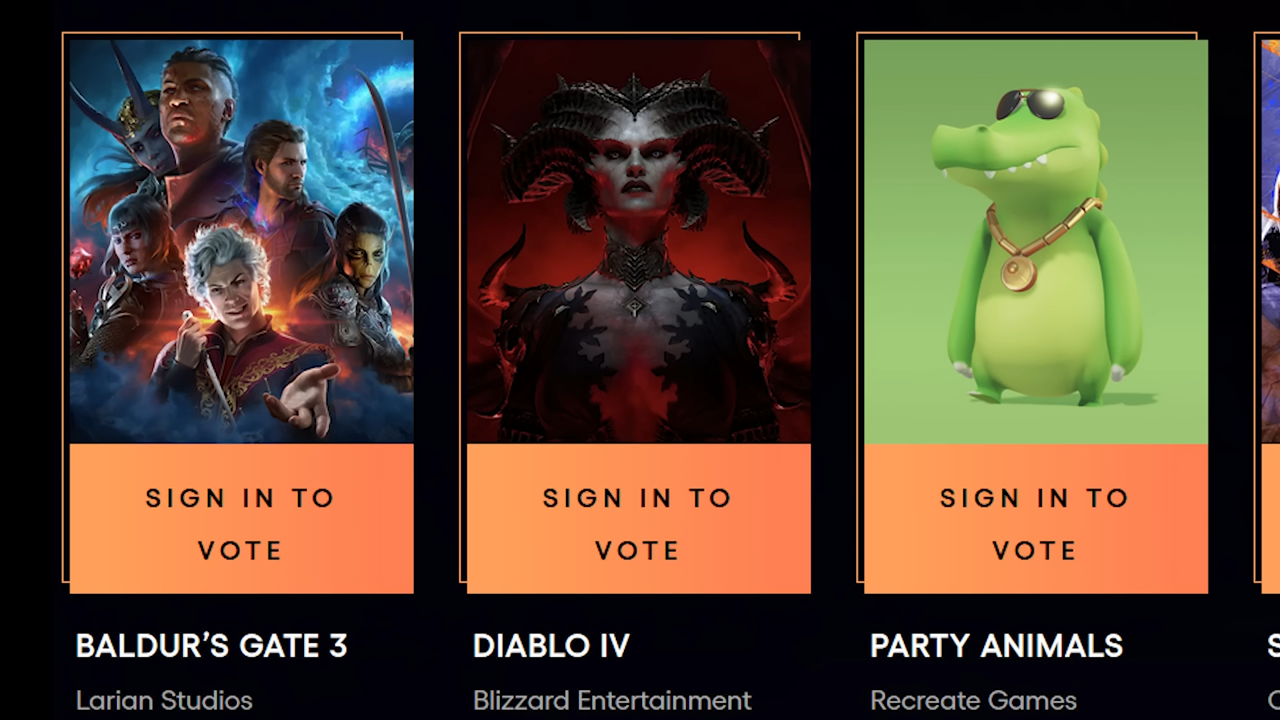 SIGN IN TO
VOTE
SIGN IN TO
VOTE
SIGN IN TO
VOTE
BALDUR’S GATE 3
DIABLO IV
PARTY ANIMALS
Larian Studios
Blizzard Entertainment
Recreate Games